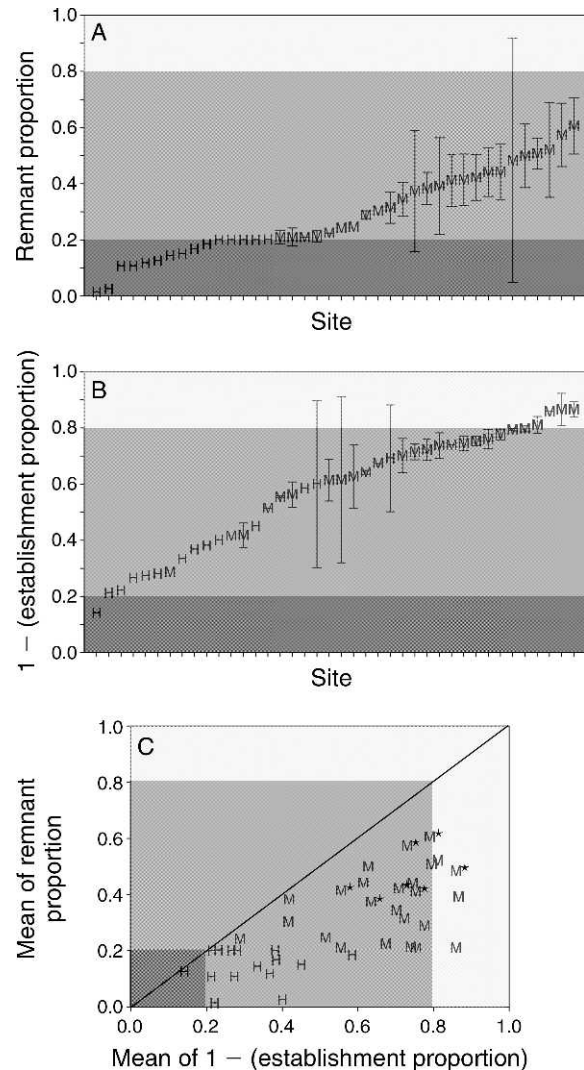 A
Remnant proportion
1.0
0.8
0.6
0.4
0.2
0.0
Site
B
1 − (establishment proportion)
1.0
0.8
0.6
0.4
0.2
0.0
Site
C
Mean of remnant
proportion
1.0
0.8
0.6
0.4
0.2
0.0
0.0 0.2 0.4 0.6 0.8 1.0
Mean of 1 − (establishment proportion)